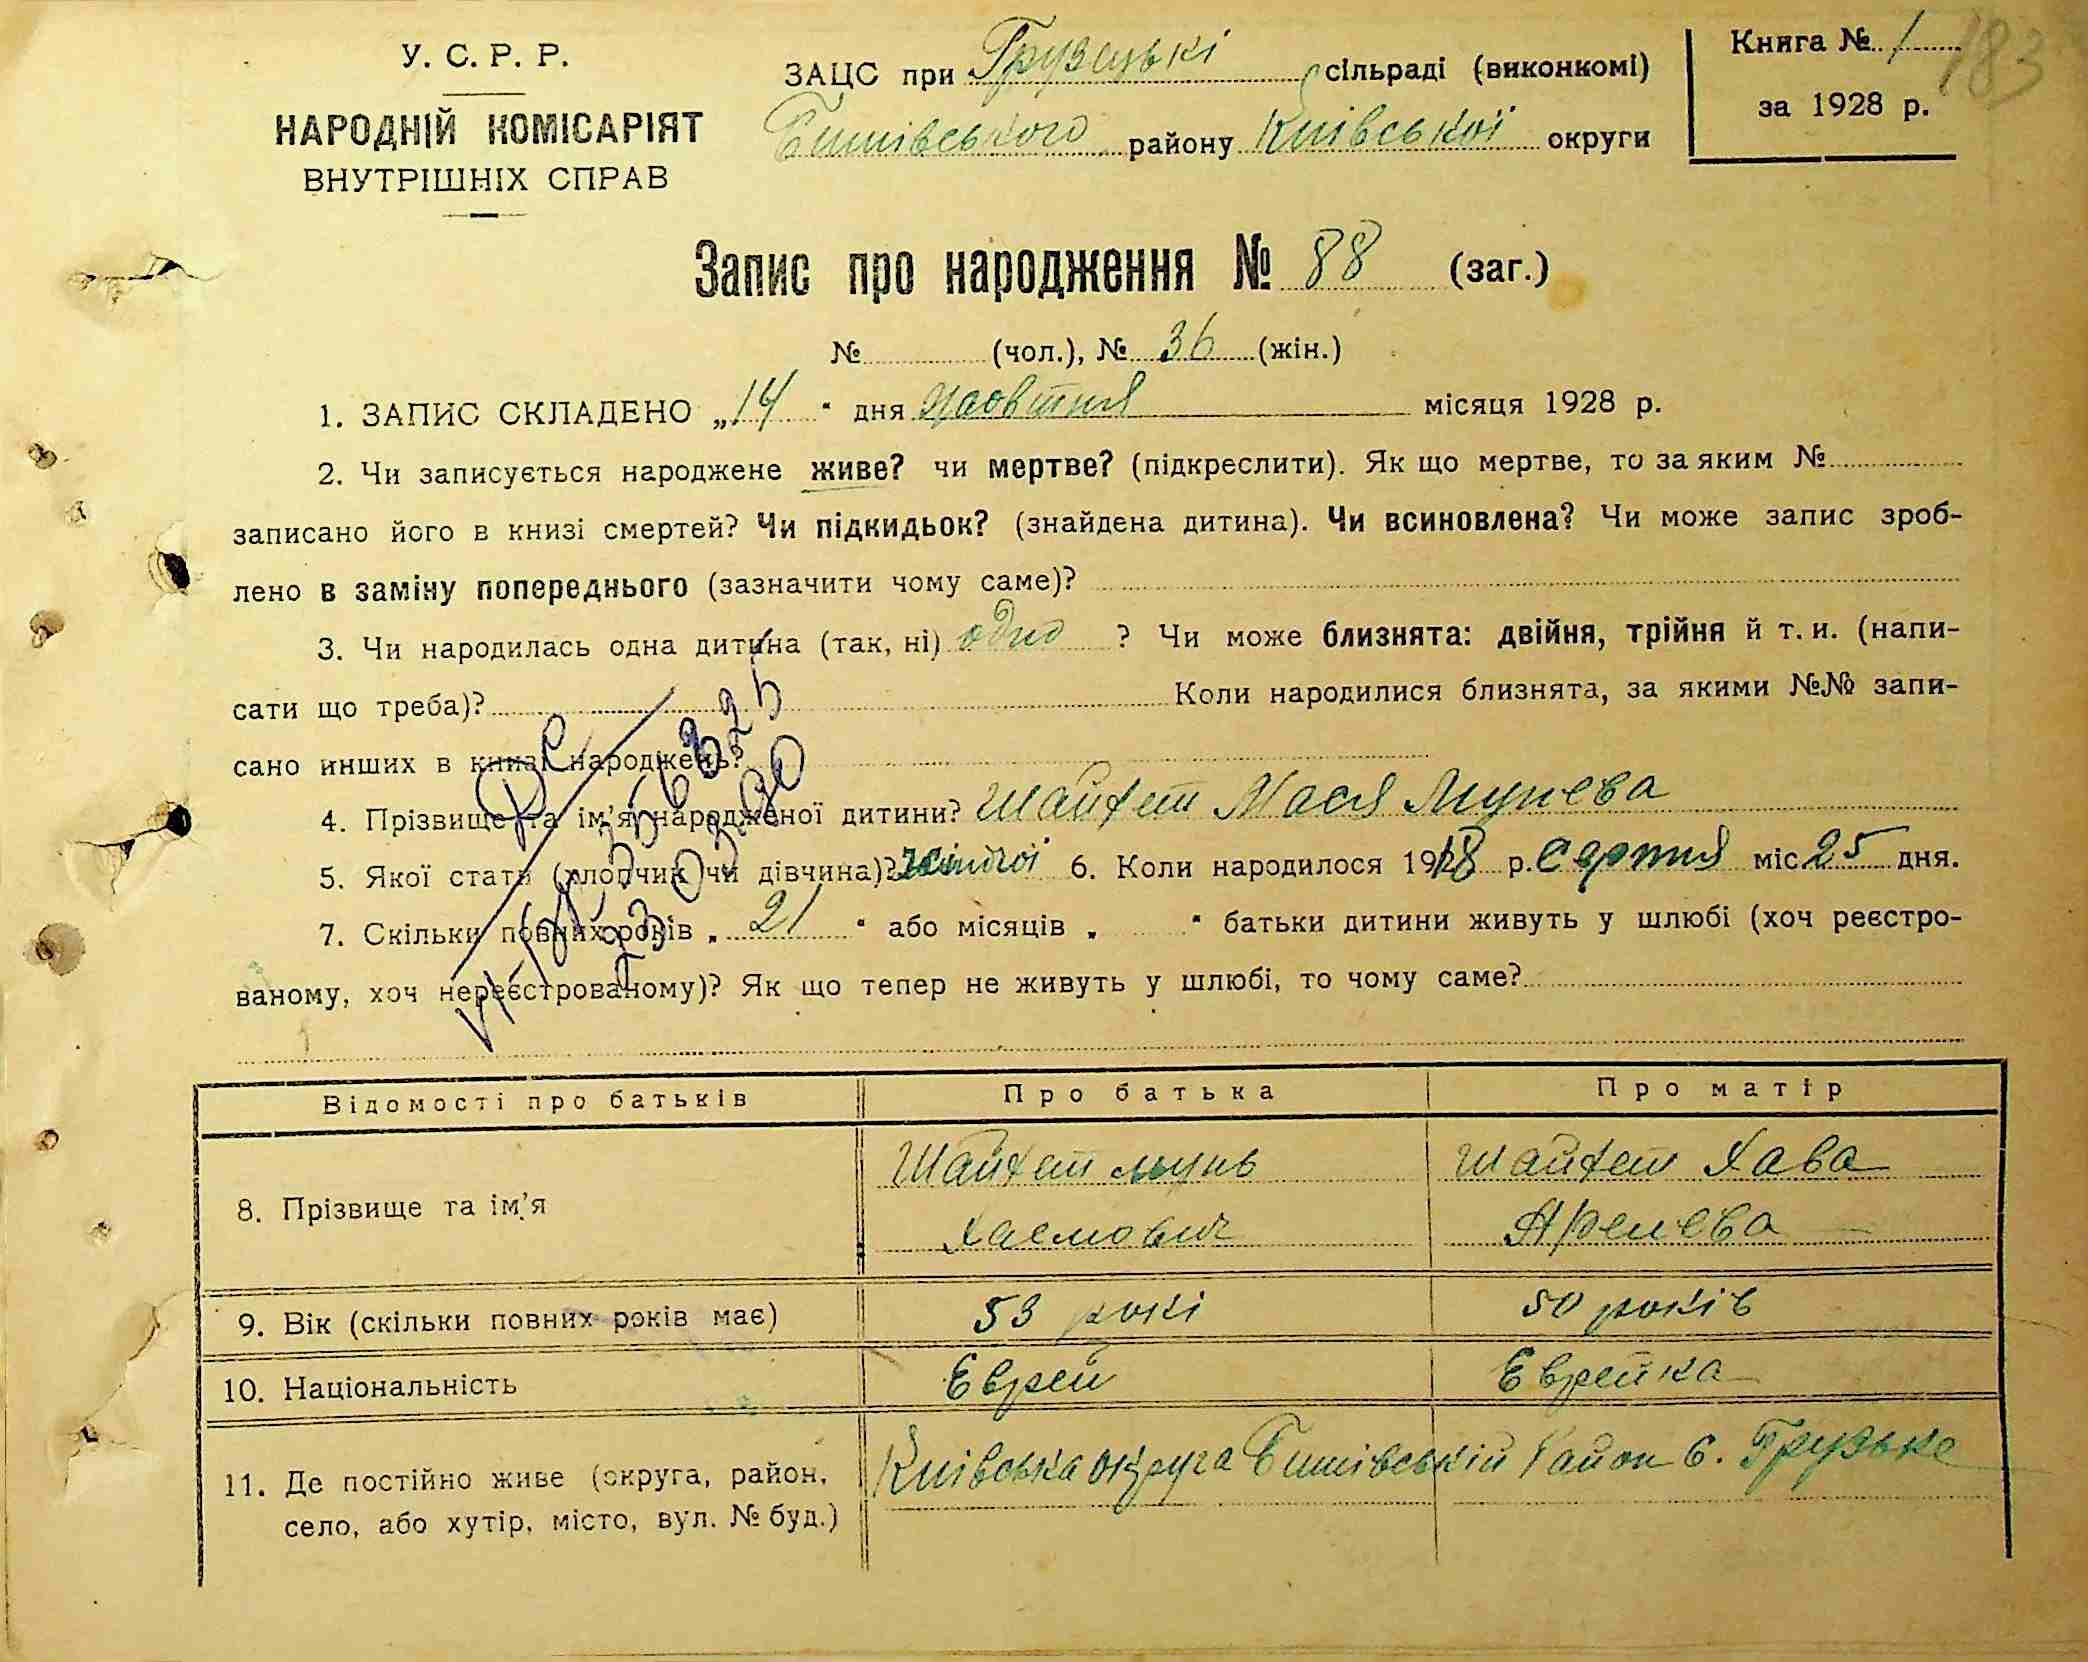 У. С. Р. Р.
НАРОДНІЙ КОМІСАРІЯТ
ВНУТРІШНІХ СПРАВ
ЗАЦС при Грузецькі сільраді (виконкомі)
Бишівського району Київської округи
Книга № 1
183
за 1928 р.
Запис про народження № 88 (заг.)
№ (чол.), № 36 (жін.)
1. ЗАПИС СКЛАДЕНО „14" дня жовтня місяця 1928 р.
2. Чи записується народжене живе? чи мертве? (підкреслити). Як що мертве, то за яким №
записано його в книзі смертей? Чи підкидьок? (знайдена дитина). Чи всиновлена? Чи може запис зроб-
лено в заміну попереднього (зазначити чому саме)?
3. Чи народилась одна дитина (так, ні) одно ? Чи може близнята: двійня, трійня й т. и. (напи-
сати що треба)? Коли народилися близнята, за якими №№ запи-
сано инших в книзі народжень?
4. Прізвище та ім'я народженої дитини? Шайхет Мася Мунева
5. Якої статі (хлопчик чи дівчина)? жіночої 6. Коли народилося 1918 р. Серпня міс. 25 дня.
7. Скільки повних років „ 21 " або місяців „ " батьки дитини живуть у шлюбі (хоч реєстро-
ваному, хоч нереєстрованому)? Як що тепер не живуть у шлюбі, то чому саме?
Відомості про батьків Про батька Про матір
8. Прізвище та ім'я Шайхет Мунь Шайхет Хава
Хаемович
9. Вік (скільки повних років має) 53 рокі 50 років
10. Національність Еврей Еврейка
11. Де постійно живе (округа, район, Київська округа Бишівський Район С. Грузьке
село, або хутір, місто, вул. № буд.)